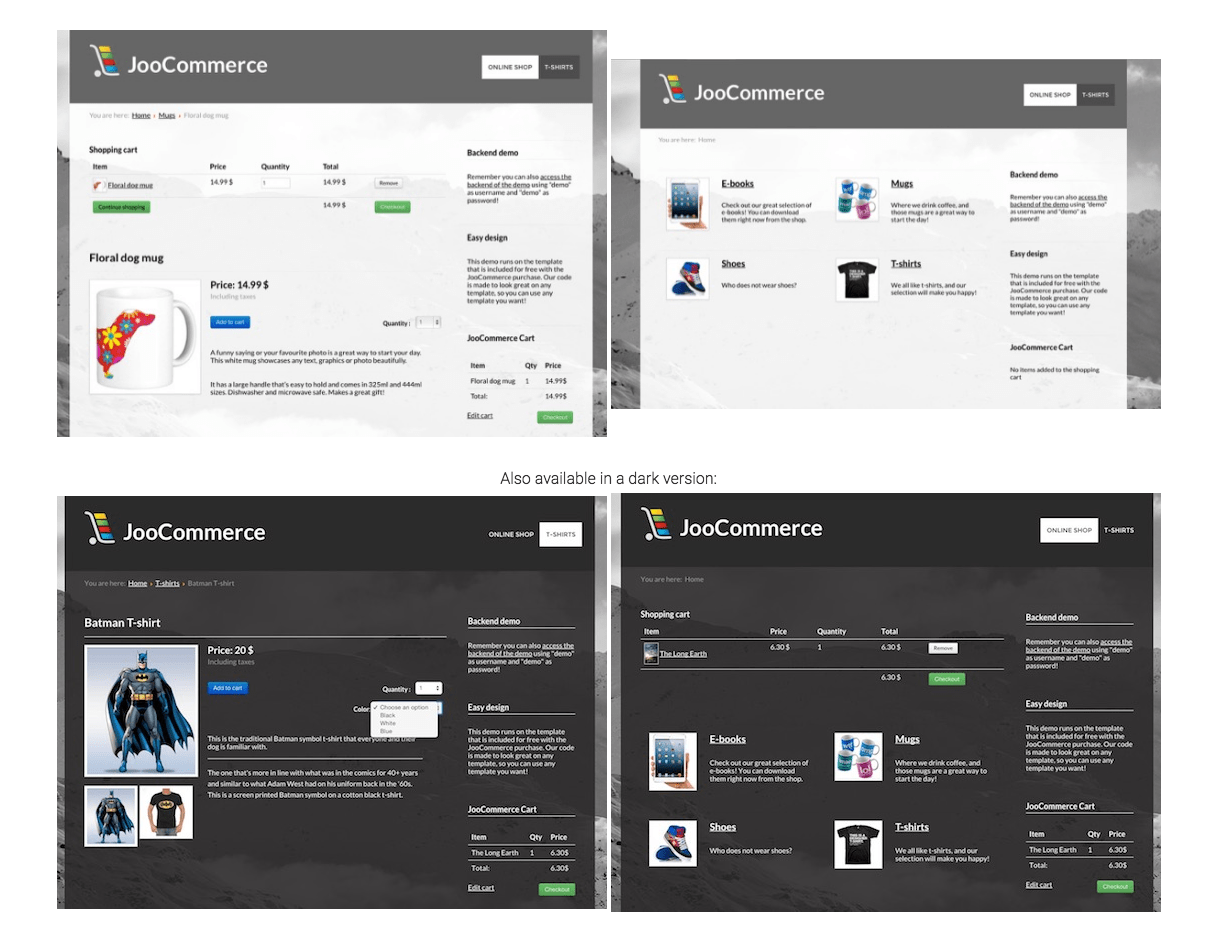 JooCommerce
ONLINE SHOP
T-SHIRTS
You are here: Home › Mugs › Floral dog mug
Shopping cart
Item Price Quantity Total
Floral dog mug 14.99 $ 1 14.99 $ Remove
Continue shopping 14.99 $ Checkout
Floral dog mug
Price: 14.99 $
Including taxes
Add to cart Quantity : 1
A funny saying or your favourite photo is a great way to start your day.
This white mug showcases any text, graphics or photo beautifully.
It has a large handle that's easy to hold and comes in 325ml and 444ml
sizes. Dishwasher and microwave safe. Makes a great gift!
Backend demo
Remember you can also access the
backend of the demo using "demo"
as username and "demo" as
password!
Easy design
This demo runs on the template
that is included for free with the
JooCommerce purchase. Our code
is made to look great on any
template, so you can use any
template you want!
JooCommerce Cart
Item Qty Price
Floral dog mug 1 14.99$
Total: 14.99$
Edit cart Checkout
JooCommerce
ONLINE SHOP
T-SHIRTS
You are here: Home
E-books
Check out our great selection of
e-books! You can download
them right now from the shop.
Mugs
Where we drink coffee, and
those mugs are a great way to
start the day!
Shoes
Who does not wear shoes?
T-shirts
We all like t-shirts, and our
selection will make you happy!
Backend demo
Remember you can also access the
backend of the demo using "demo"
as username and "demo" as
password!
Easy design
This demo runs on the template
that is included for free with the
JooCommerce purchase. Our code
is made to look great on any
template, so you can use any
template you want!
JooCommerce Cart
No items added to the shopping
cart
Also available in a dark version:
JooCommerce
ONLINE SHOP
T-SHIRTS
You are here: Home › T-shirts › Batman T-shirt
Batman T-shirt
Price: 20 $
Including taxes
Add to cart Quantity : 1
Color: ✓ Choose an option
Black
White
Blue
This is the traditional Batman symbol t-shirt that everyone and their
dog is familiar with.
The one that's more in line with what was in the comics for 40+ years
and similar to what Adam West had on his uniform back in the '60s.
This is a screen printed Batman symbol on a cotton black t-shirt.
Backend demo
Remember you can also access the
backend of the demo using "demo"
as username and "demo" as
password!
Easy design
This demo runs on the template
that is included for free with the
JooCommerce purchase. Our code
is made to look great on any
template, so you can use any
template you want!
JooCommerce Cart
Item Qty Price
The Long Earth 1 6.30$
Total: 6.30$
Edit cart Checkout
JooCommerce
ONLINE SHOP
T-SHIRTS
You are here: Home
Shopping cart
Item Price Quantity Total
The Long Earth 6.30 $ 1 6.30 $ Remove
6.30 $ Checkout
E-books
Check out our great selection of
e-books! You can download
them right now from the shop.
Mugs
Where we drink coffee, and
those mugs are a great way to
start the day!
Shoes
Who does not wear shoes?
T-shirts
We all like t-shirts, and our
selection will make you happy!
Backend demo
Remember you can also access the
backend of the demo using "demo"
as username and "demo" as
password!
Easy design
This demo runs on the template
that is included for free with the
JooCommerce purchase. Our code
is made to look great on any
template, so you can use any
template you want!
JooCommerce Cart
Item Qty Price
The Long Earth 1 6.30$
Total: 6.30$
Edit cart Checkout